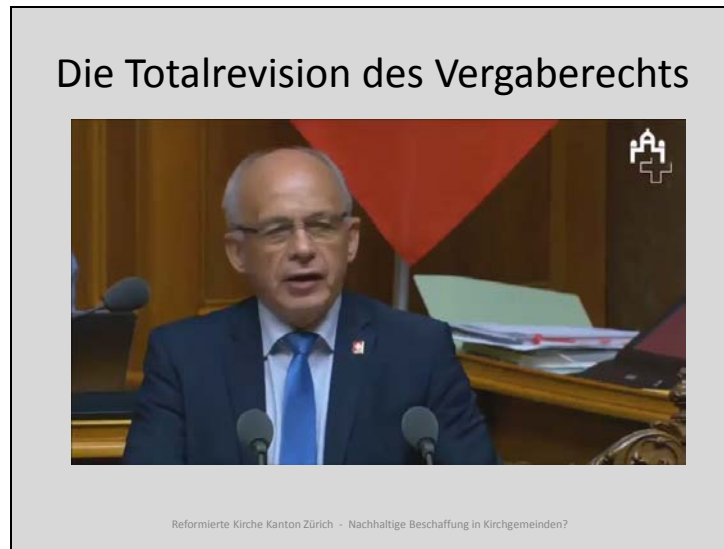 Die Totalrevision des Vergaberechts
Reformierte Kirche Kanton Zürich - Nachhaltige Beschaffung in Kirchgemeinden?